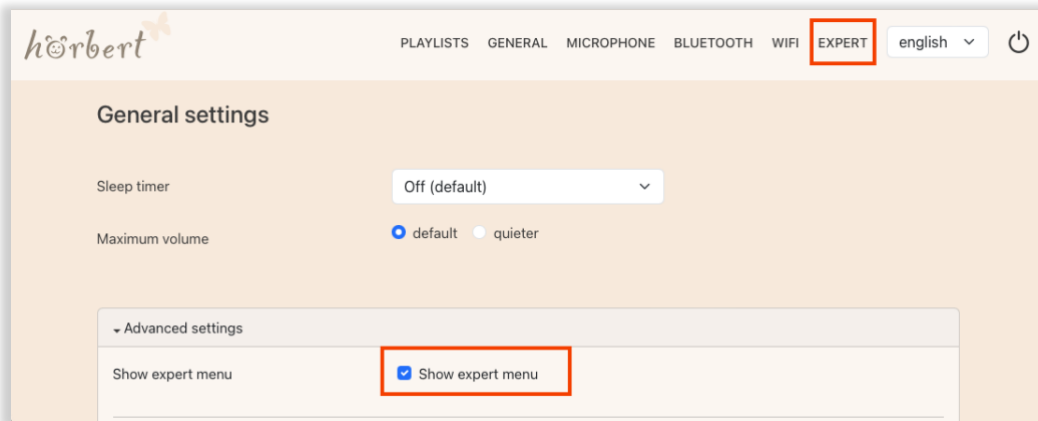 hörbert
PLAYLISTS GENERAL MICROPHONE BLUETOOTH WIFI EXPERT english
General settings
Sleep timer Off (default)
Maximum volume default quieter
Advanced settings
Show expert menu Show expert menu